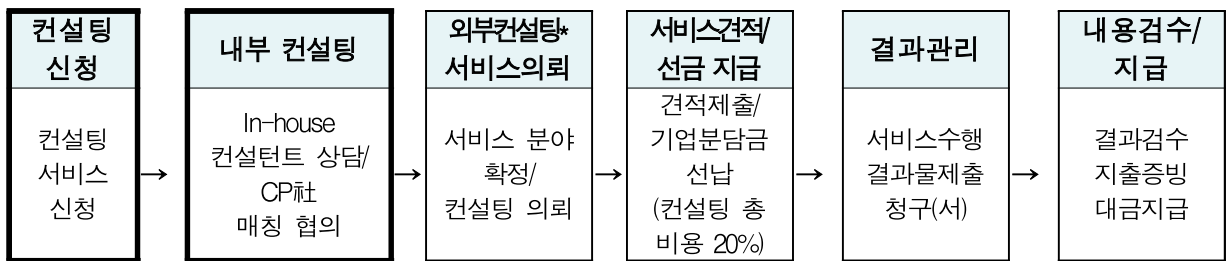 컨설팅
신청
컨설팅
서비스
신청
→
내부 컨설팅
In-house
컨설턴트 상담/
CP社
매칭 협의
→
외부컨설팅*
서비스의뢰
서비스 분야
확정/
컨설팅 의뢰
→
서비스견적/
선금 지급
견적제출/
기업분담금
선납
(컨설팅 총
비용 20%)
→
결과관리
서비스수행
결과물제출
청구(서)
→
내용검수/
지급
결과검수
지출증빙
대금지급